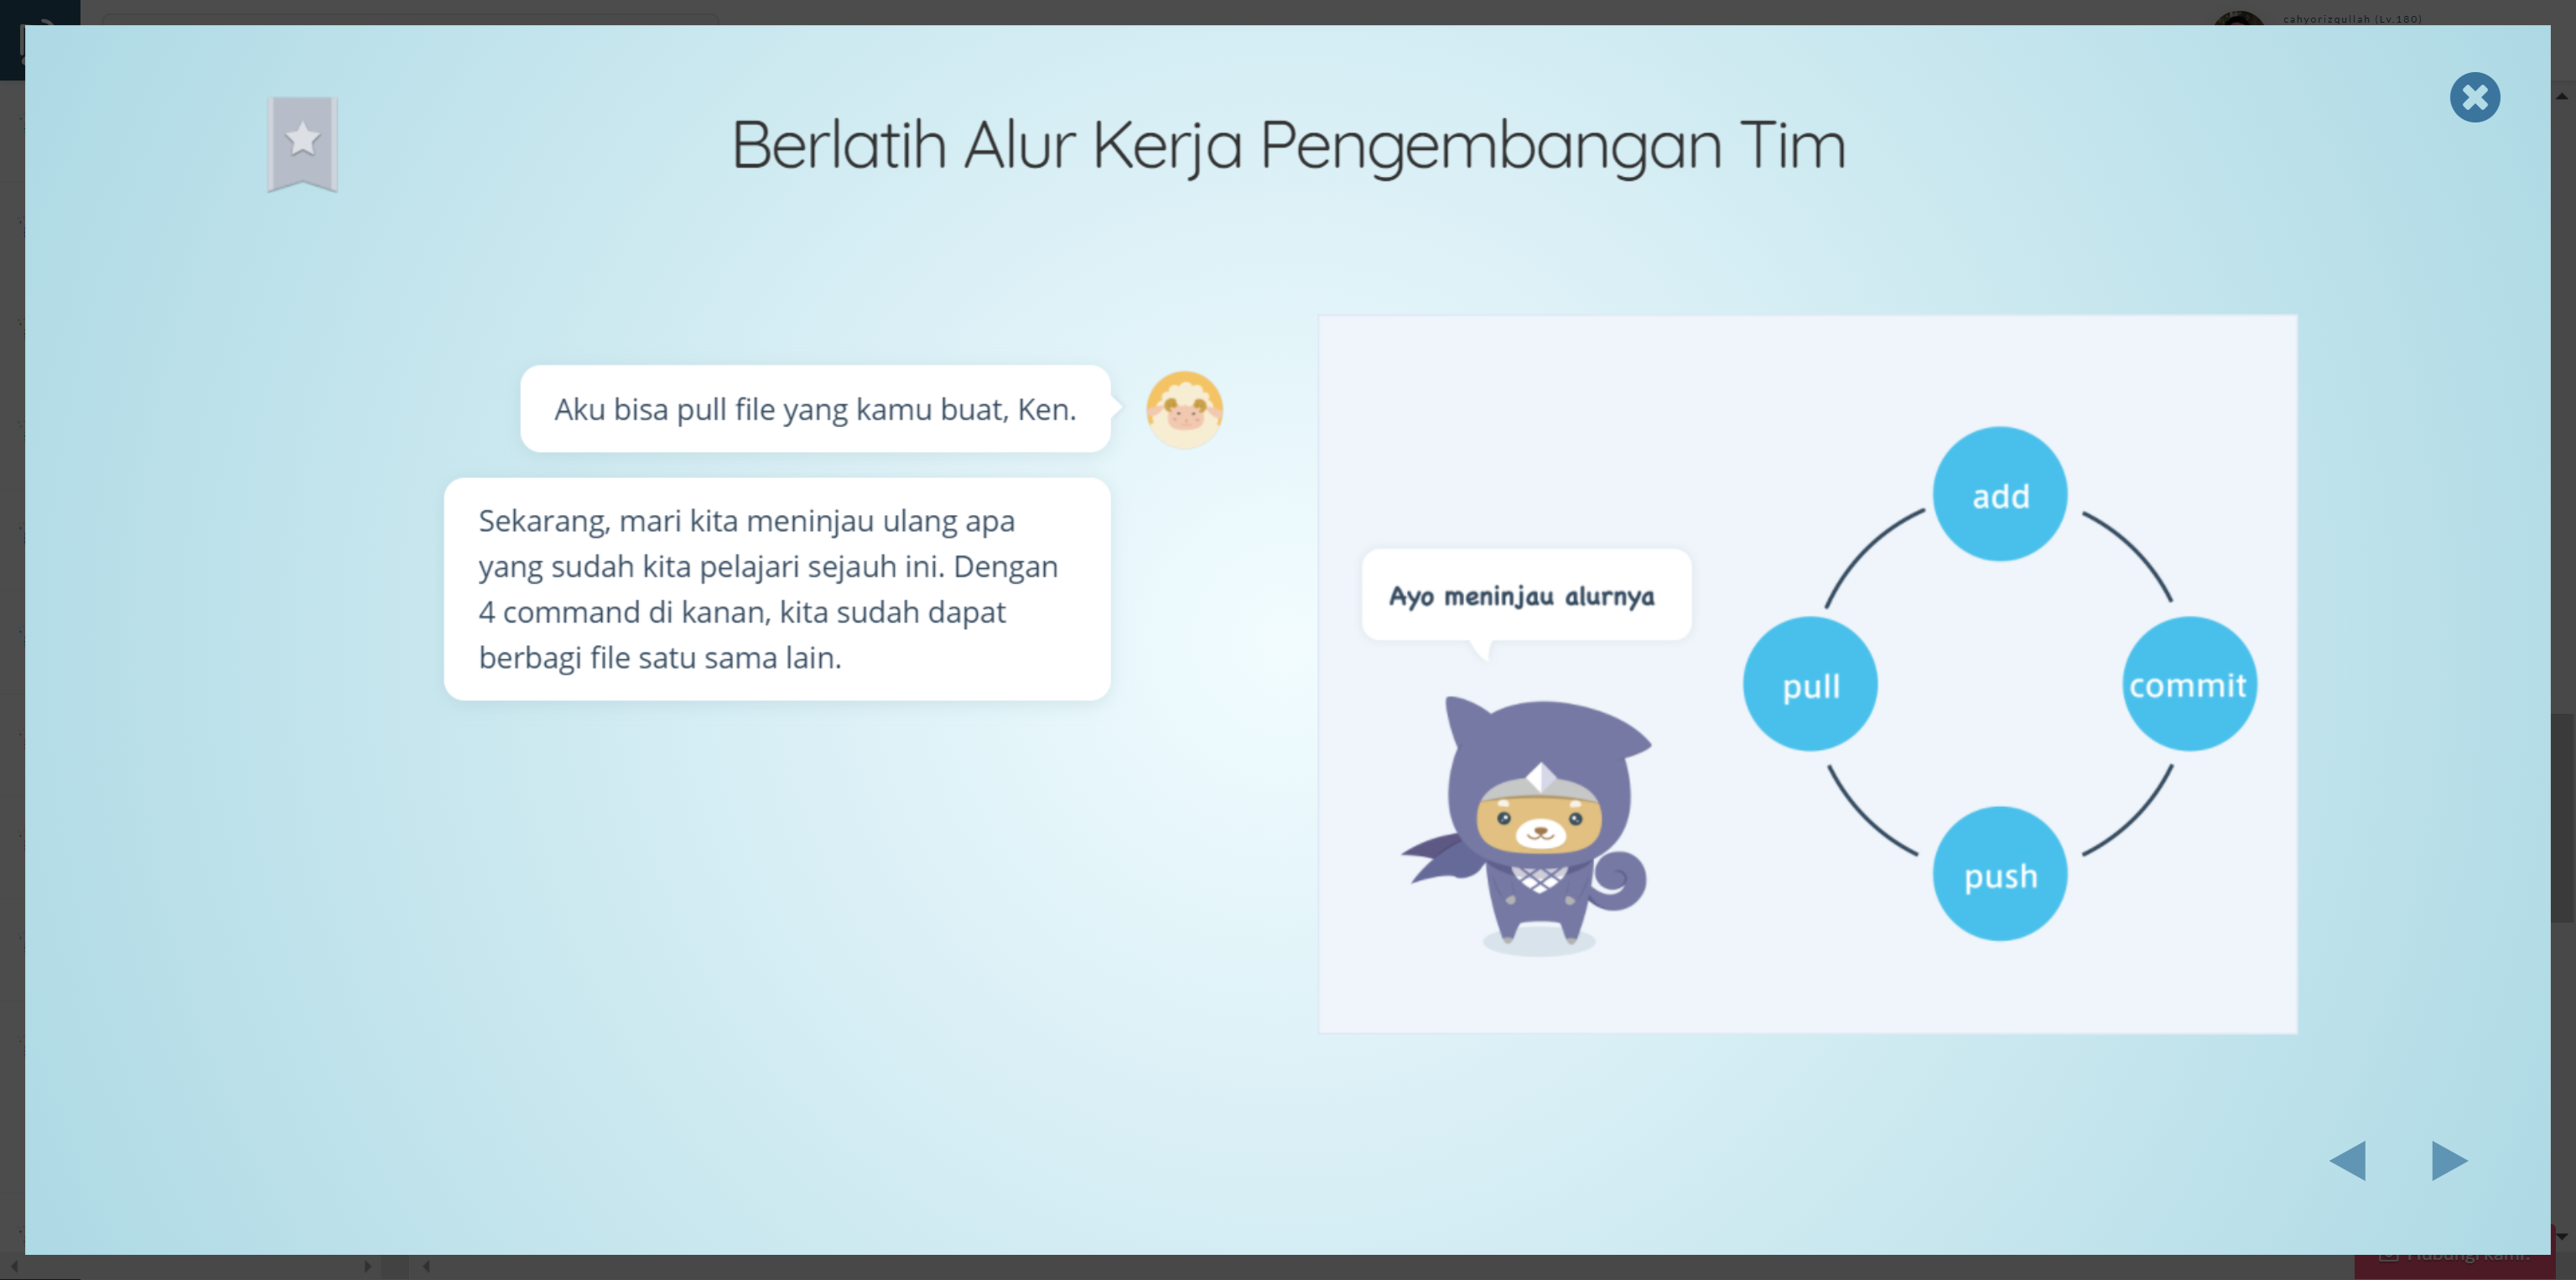 cahyorizqullah (Lv.180)
Berlatih Alur Kerja Pengembangan Tim
Aku bisa pull file yang kamu buat, Ken.
Sekarang, mari kita meninjau ulang apa
yang sudah kita pelajari sejauh ini. Dengan
4 command di kanan, kita sudah dapat
berbagi file satu sama lain.
Ayo meninjau alurnya
add
pull
commit
push
Hubungi kami!